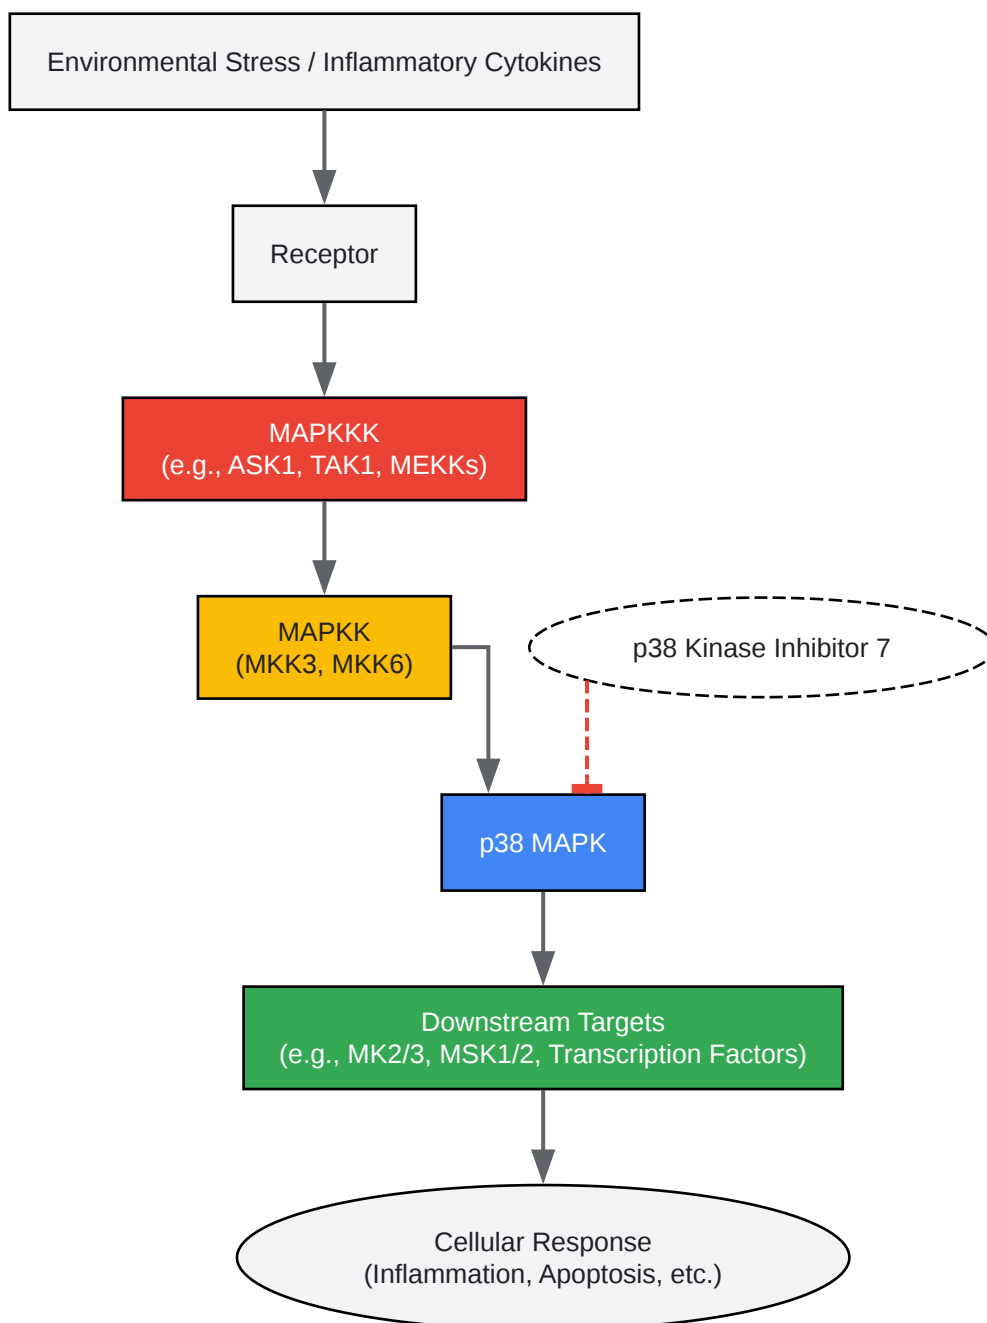 Environmental Stress / Inflammatory Cytokines
Receptor
MAPKKK
(e.g., ASK1, TAK1, MEKKs)
MAPKK
(MKK3, MKK6)
p38 Kinase Inhibitor 7
p38 MAPK
Downstream Targets
(e.g., MK2/3, MSK1/2, Transcription Factors)
Cellular Response
(Inflammation, Apoptosis, etc.)